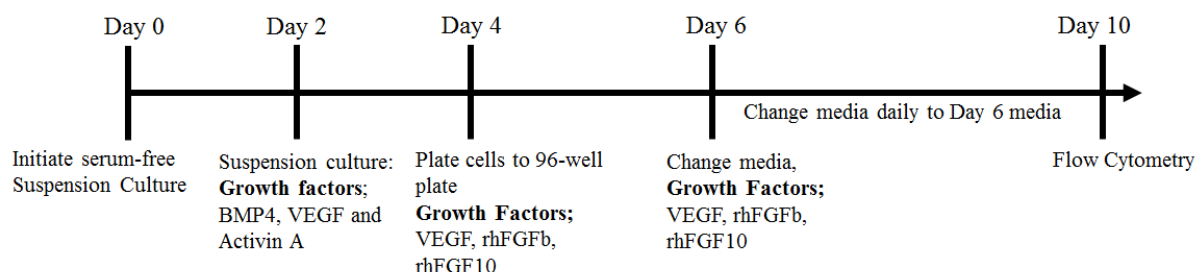 Day 0
Day 2
Day 4
Day 6
Day 10
Change media daily to Day 6 media
Initiate serum-free
Suspension Culture
Suspension culture:
Growth factors;
BMP4, VEGF and
Activin A
Plate cells to 96-well
plate
Growth Factors;
VEGF, rhFGFb,
rhFGF10
Change media,
Growth Factors;
VEGF, rhFGFb,
rhFGF10
Flow Cytometry